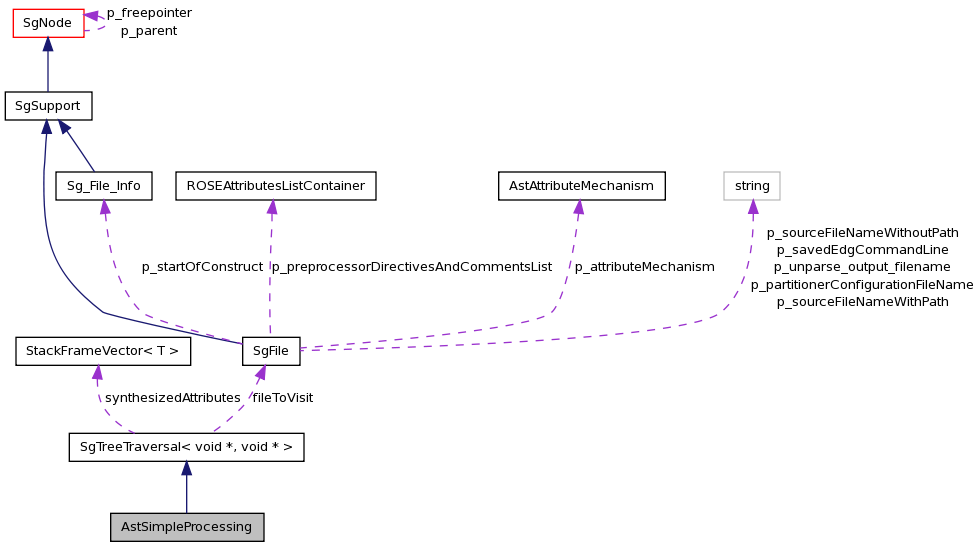 SgNode
p_freepointer
p_parent
SgSupport
Sg_File_Info
ROSEAttributesListContainer
AstAttributeMechanism
string
p_sourceFileNameWithoutPath
p_savedEdgCommandLine
p_unparse_output_filename
p_partitionerConfigurationFileName
p_sourceFileNameWithPath
p_startOfConstruct
p_preprocessorDirectivesAndCommentsList
p_attributeMechanism
StackFrameVector< T >
SgFile
synthesizedAttributes
fileToVisit
SgTreeTraversal< void *, void * >
AstSimpleProcessing